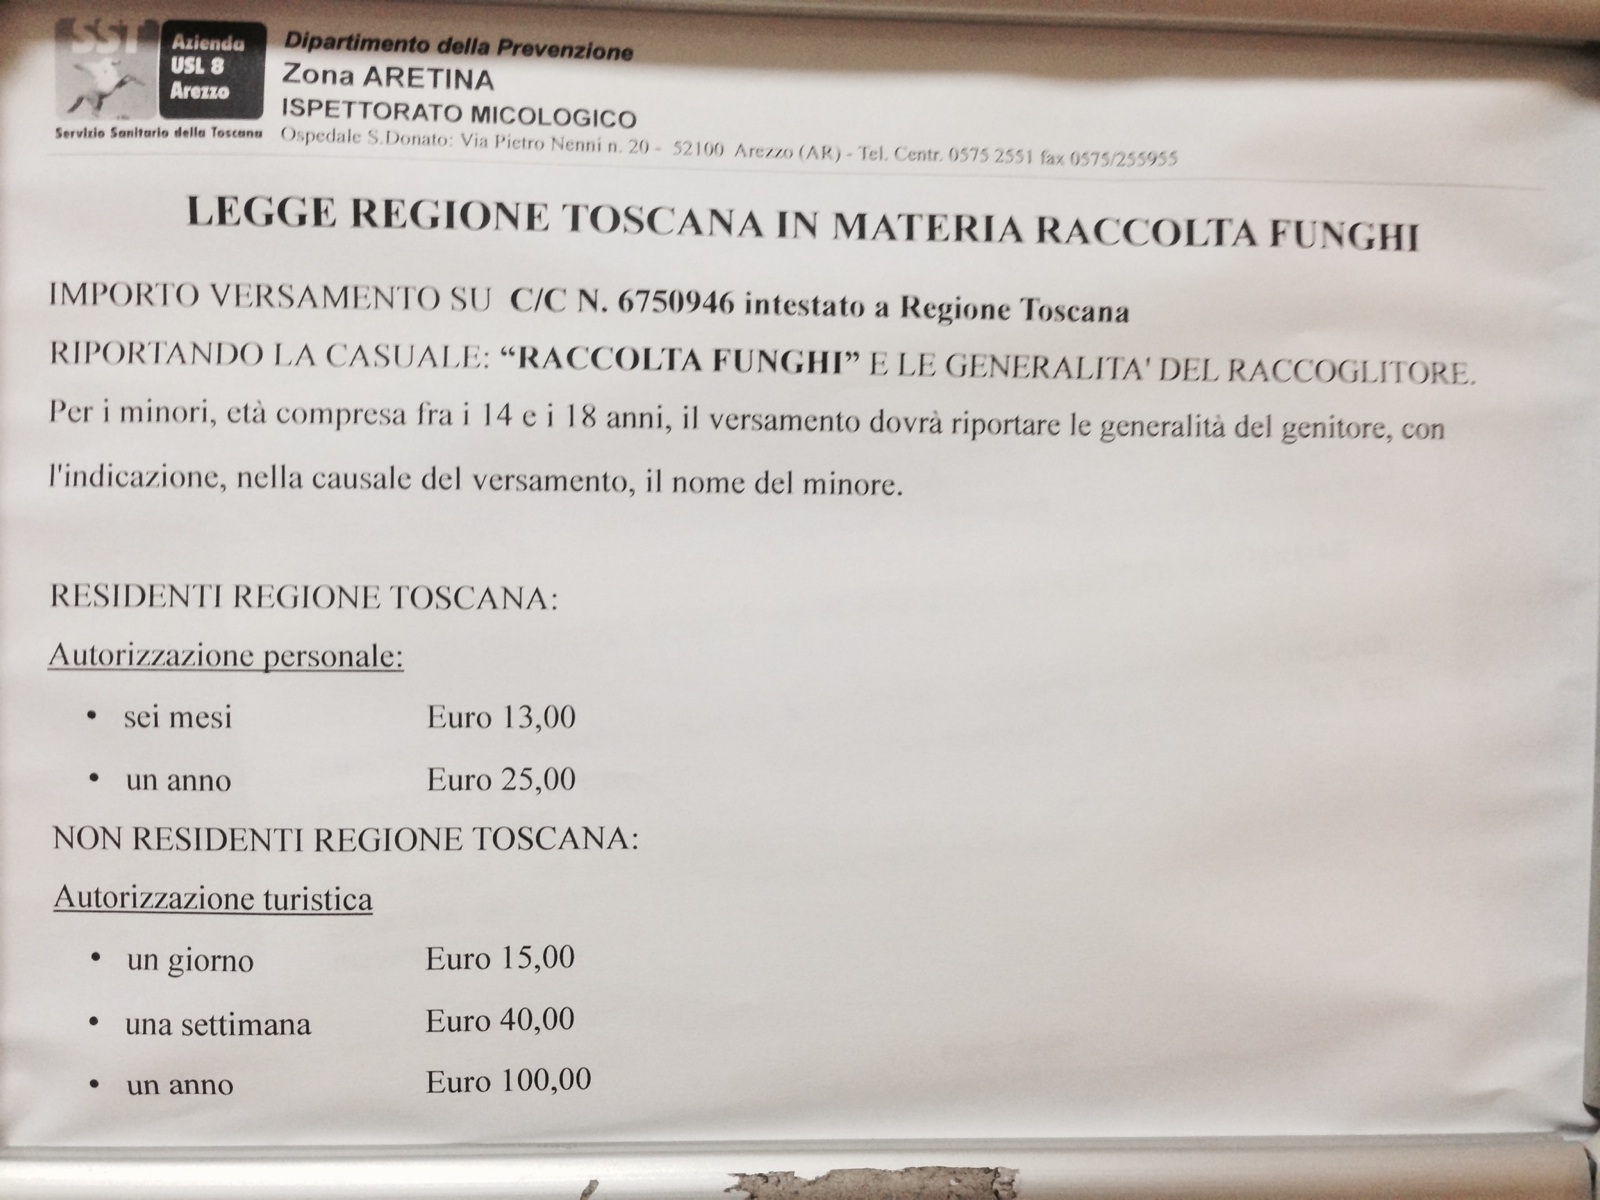 SST
Azienda
USL 8
Arezzo
Servizio Sanitario della Toscana
Dipartimento della Prevenzione
Zona ARETINA
ISPETTORATO MICOLOGICO
Ospedale S.Donato: Via Pietro Nenni n. 20 - 52100 Arezzo (AR) - Tel. Centr. 0575 2551 fax 0575/255955
LEGGE REGIONE TOSCANA IN MATERIA RACCOLTA FUNGHI
IMPORTO VERSAMENTO SU C/C N. 6750946 intestato a Regione Toscana
RIPORTANDO LA CASUALE: “RACCOLTA FUNGHI” E LE GENERALITA' DEL RACCOGLITORE.
Per i minori, età compresa fra i 14 e i 18 anni, il versamento dovrà riportare le generalità del genitore, con
l'indicazione, nella causale del versamento, il nome del minore.
RESIDENTI REGIONE TOSCANA:
Autorizzazione personale:
• sei mesi Euro 13,00
• un anno Euro 25,00
NON RESIDENTI REGIONE TOSCANA:
Autorizzazione turistica
• un giorno Euro 15,00
• una settimana Euro 40,00
• un anno Euro 100,00